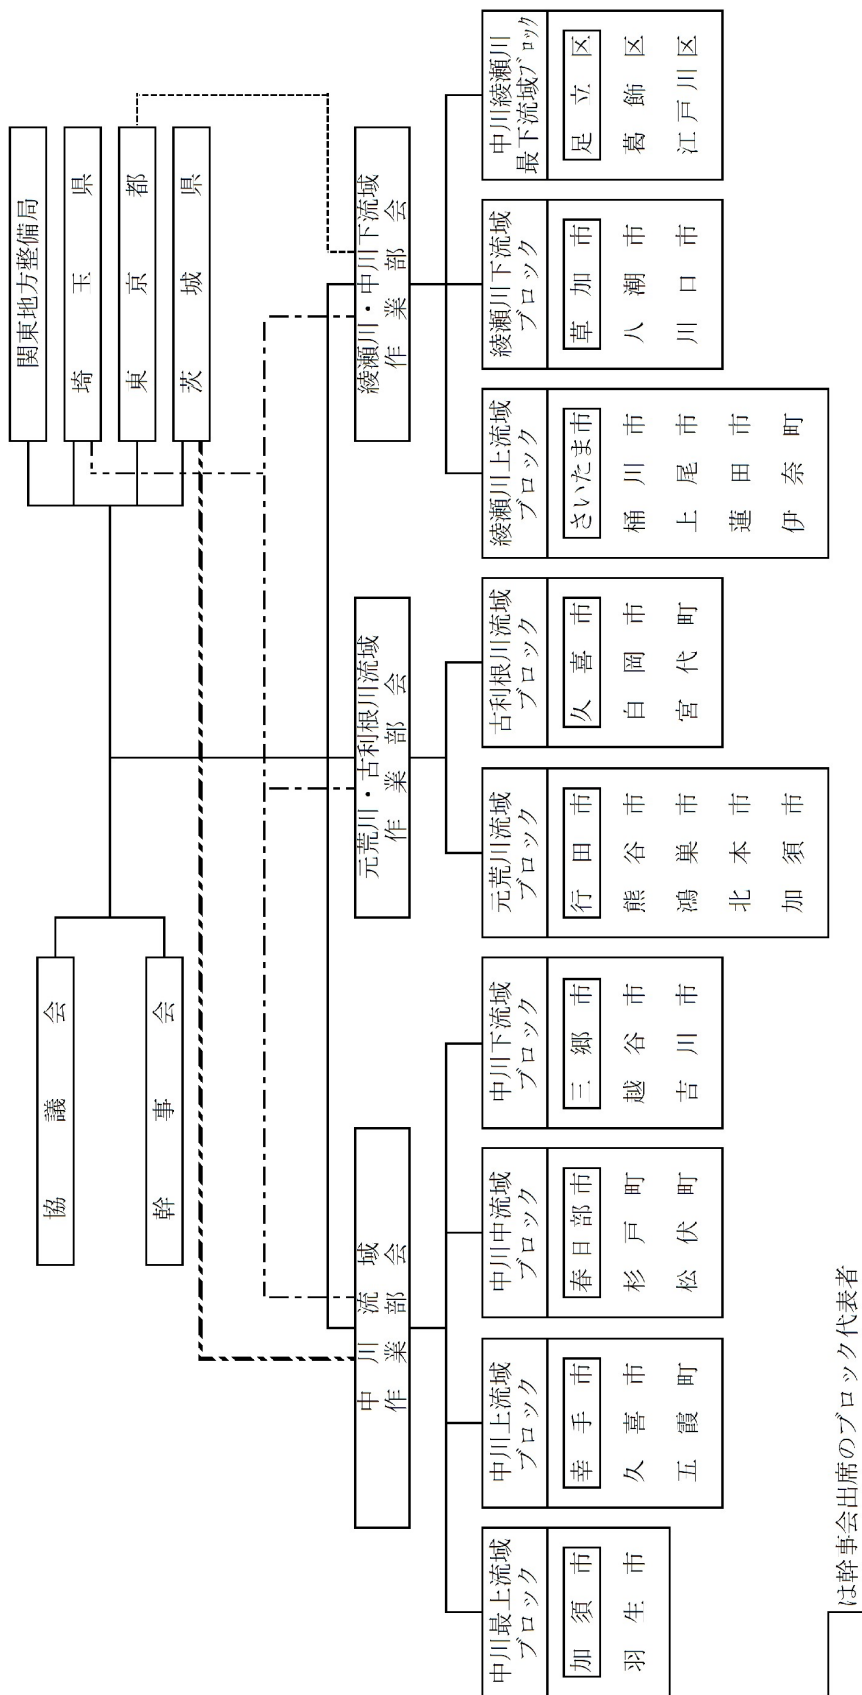 協議会
幹事会
関東地方整備局
埼玉県
東京都
茨城県
中川流域
作業部会
元荒川・古利根川流域
作業部会
綾瀬川・中川下流域
作業部会
中川最上流域
ブロック
加須市
羽生市
中川上流域
ブロック
幸手市
久喜市
五霞町
中川中流域
ブロック
春日部市
杉戸町
松伏町
中川下流域
ブロック
三郷市
越谷市
吉川市
元荒川流域
ブロック
行田市
熊谷市
鴻巣市
北本市
加須市
古利根川流域
ブロック
久喜市
白岡市
宮代町
綾瀬川上流域
ブロック
さいたま市
桶川市
上尾市
蓮田市
伊奈町
綾瀬川下流域
ブロック
草加市
八潮市
川口市
中川綾瀬川
最下流域ブロック
足立区
葛飾区
江戸川区
は幹事会出席のブロック代表者